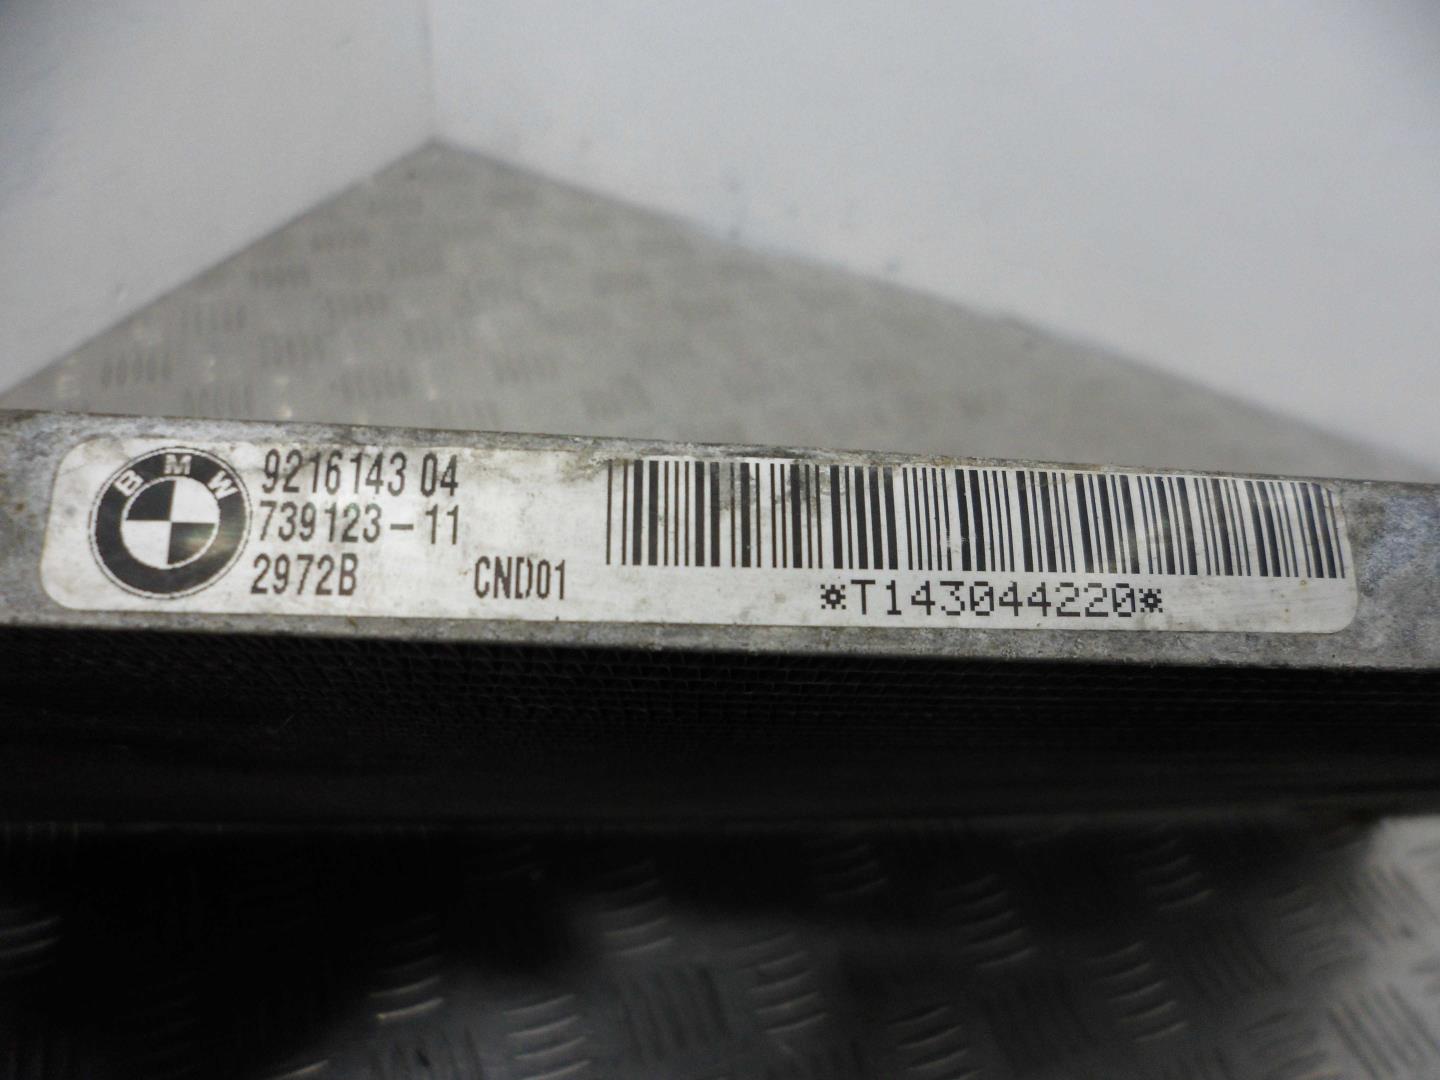 BMW
9216143 04
739123-11
2972B CND01
*T143044220*